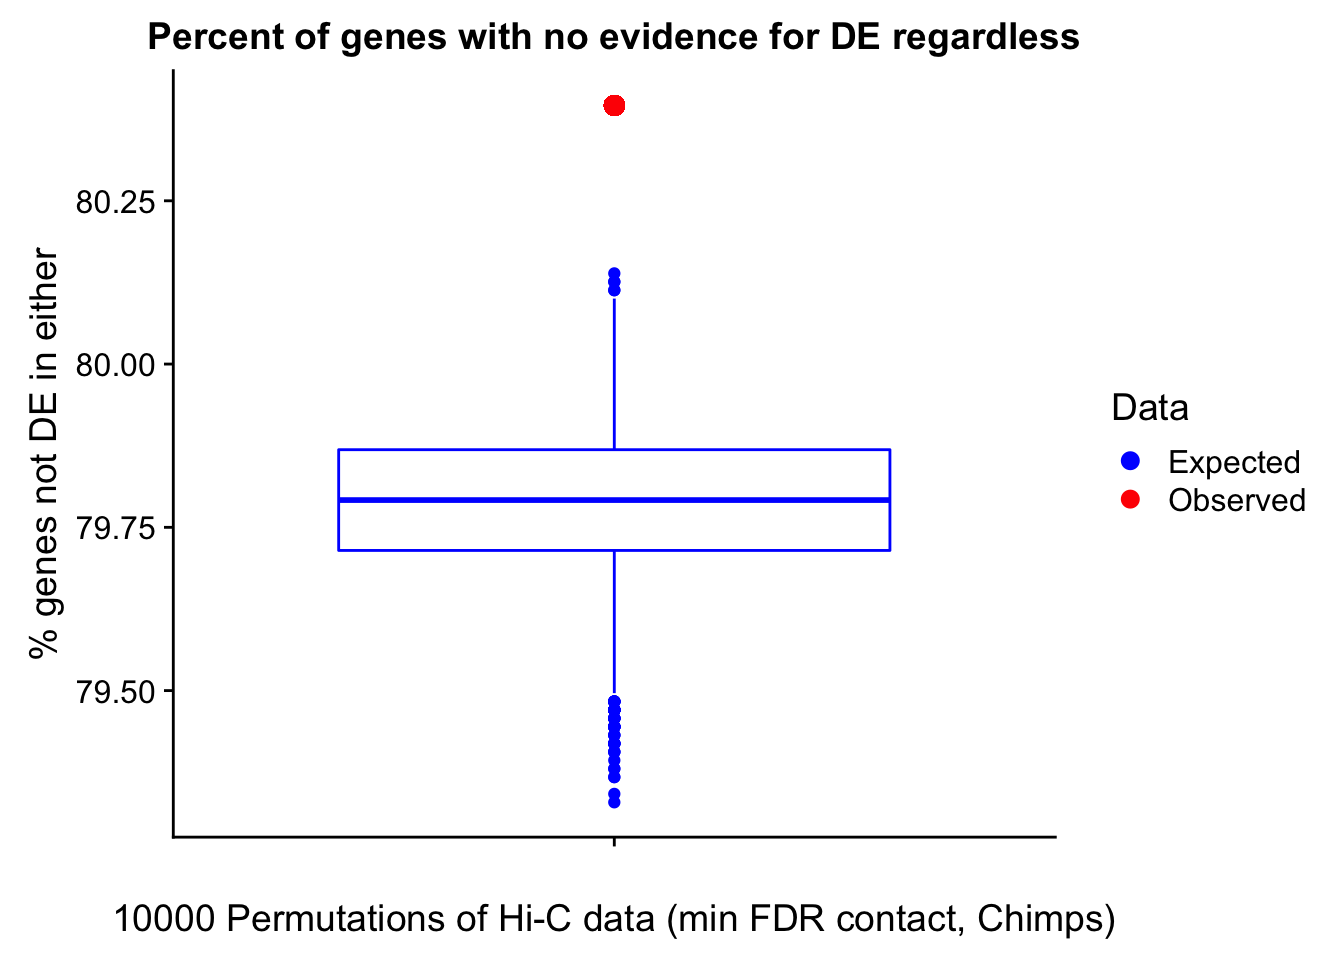 Percent of genes with no evidence for DE regardless
% genes not DE in either
80.25
80.00
79.75
79.50
10000 Permutations of Hi-C data (min FDR contact, Chimps)
Data
Expected
Observed